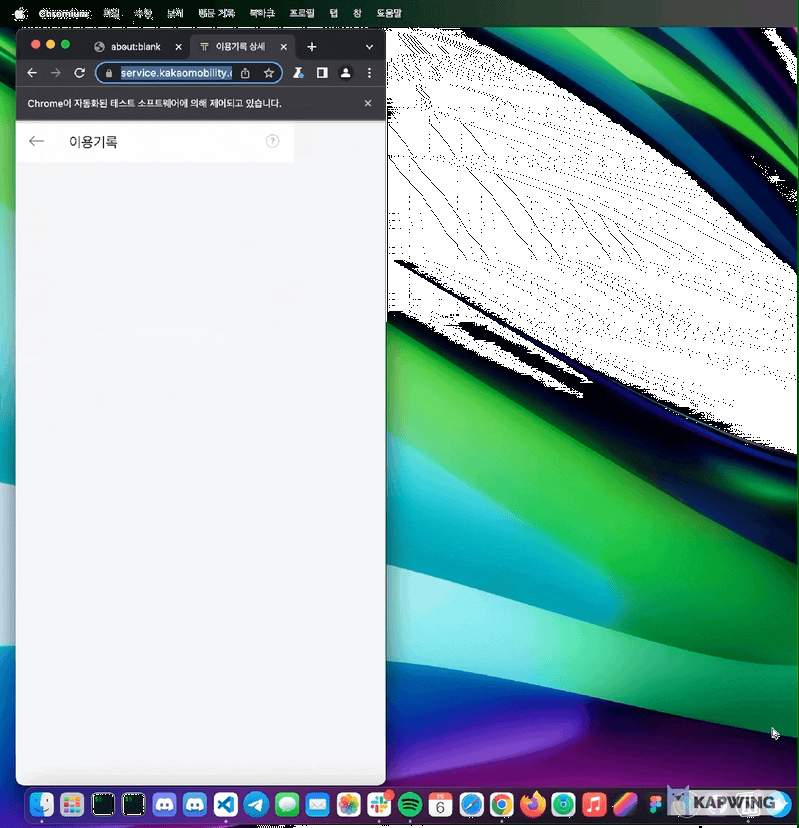 Chromium 파일 수정 보기 방문 기록 북마크 프로필 탭 창 도움말
about:blank
이용기록 상세
service.kakaomobility.c
Chrome이 자동화된 테스트 소프트웨어에 의해 제어되고 있습니다.
이용기록
?
6
KAPWING